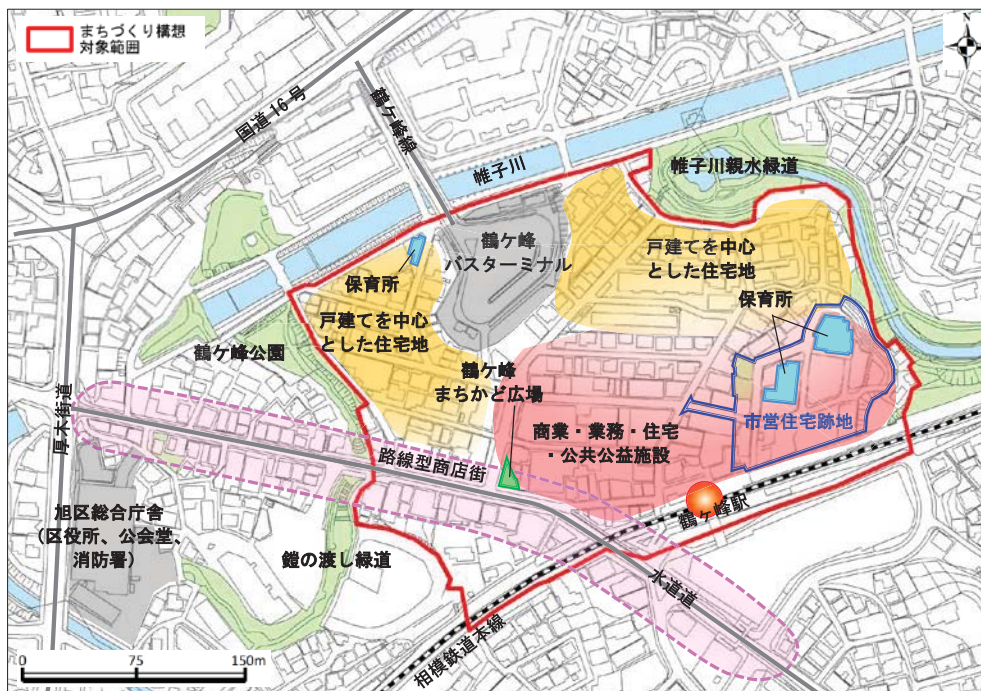 まちづくり構想
対象範囲
N
国道16号
鶴ケ峰線
帷子川
帷子川親水緑道
鶴ケ峰
バスターミナル
戸建てを中心
とした住宅地
保育所
保育所
戸建てを中心
とした住宅地
鶴ケ峰公園
鶴ケ峰
まちかど広場
市営住宅跡地
商業・業務・住宅
・公共公益施設
厚木街道
路線型商店街
鶴ケ峰駅
旭区総合庁舎
(区役所、公会堂、
消防署)
鎧の渡し緑道
水道道
相模鉄道本線
0 75 150m